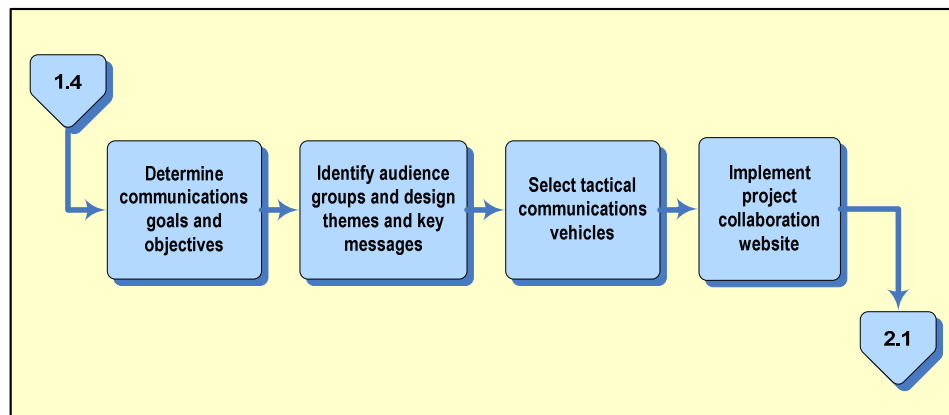 1.4
Determine
communications
goals and
objectives
Identify audience
groups and design
themes and key
messages
Select tactical
communications
vehicles
Implement
project
collaboration
website
2.1